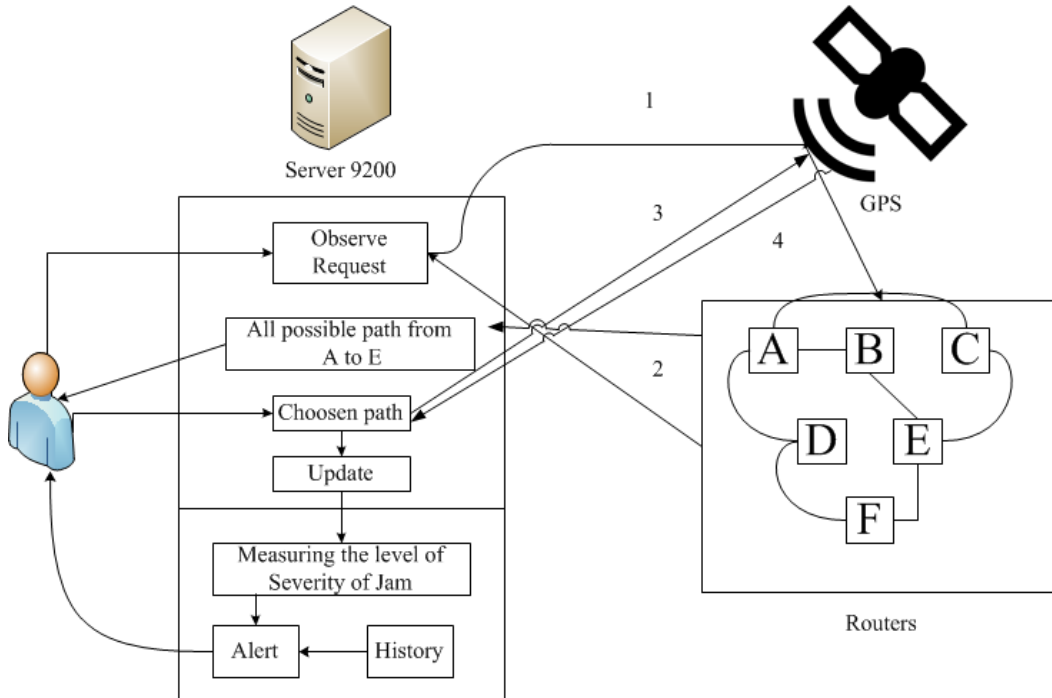 1
Server 9200
GPS
3
Observe
Request
4
All possible path from
A to E
A
B
C
2
Choosen path
D
E
Update
F
Measuring the level of
Severity of Jam
Routers
Alert
History